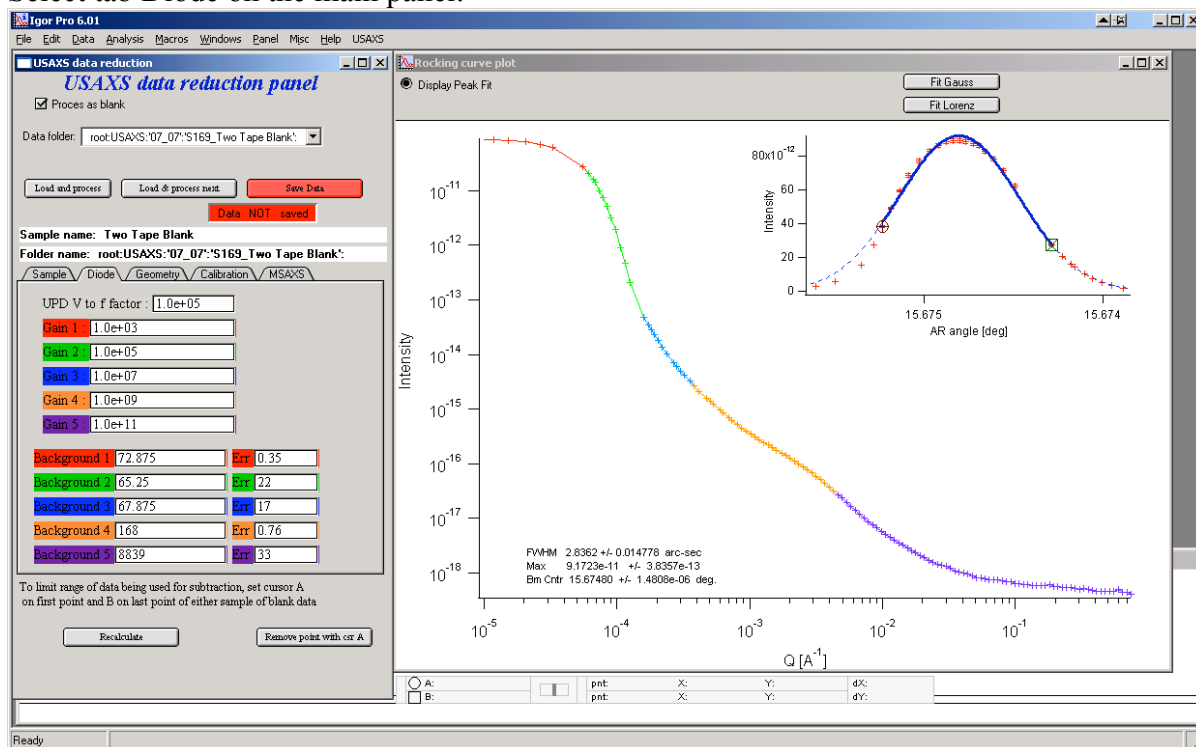 Select tab Diode on the main panel.
Igor Pro 6.01
File Edit Data Analysis Macros Windows Panel Misc Help USAXS
USAXS data reduction
USAXS data reduction panel
Proces as blank
Data folder: root:USAXS:'07_07':'S169_Two Tape Blank':
Load and process Load & process next Save Data
Data NOT saved
Sample name: Two Tape Blank
Folder name: root:USAXS:'07_07':'S169_Two Tape Blank':
Sample Diode Geometry Calibration MSAXS
UPD V to f factor : 1.0e+05
Gain 1 : 1.0e+03
Gain 2 : 1.0e+05
Gain 3 : 1.0e+07
Gain 4 : 1.0e+09
Gain 5 : 1.0e+11
Background 1 72.875 Err 0.35
Background 2 65.25 Err 22
Background 3 67.875 Err 17
Background 4 168 Err 0.76
Background 5 8839 Err 33
To limit range of data being used for subtraction, set cursor A
on first point and B on last point of either sample of blank data
Recalculate Remove point with csr A
Rocking curve plot
Display Peak Fit
Fit Gauss
Fit Lorenz
80x10^-12
60
40
20
0
Intensity
15.675 15.674
AR angle [deg]
10^-11
10^-12
10^-13
10^-14
10^-15
10^-16
10^-17
10^-18
Intensity
FWHM 2.8362 +/- 0.014778 arc-sec
Max 9.1723e-11 +/- 3.8357e-13
Bm Cntr 15.67480 +/- 1.4808e-06 deg.
10^-5 10^-4 10^-3 10^-2 10^-1
Q [A^-1]
A: pnt: X: Y: dX:
B: pnt: X: Y: dY:
Ready